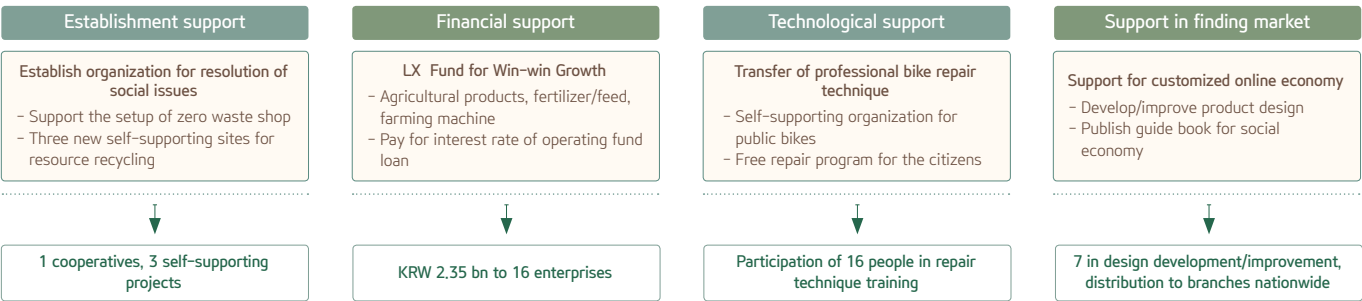 Establishment support
Establish organization for resolution of
social issues
- Support the setup of zero waste shop
- Three new self-supporting sites for
resource recycling
1 cooperatives, 3 self-supporting
projects
Financial support
LX Fund for Win-win Growth
- Agricultural products, fertilizer/feed,
farming machine
- Pay for interest rate of operating fund
loan
KRW 2.35 bn to 16 enterprises
Technological support
Transfer of professional bike repair
technique
- Self-supporting organization for
public bikes
- Free repair program for the citizens
Participation of 16 people in repair
technique training
Support in finding market
Support for customized online economy
- Develop/improve product design
- Publish guide book for social
economy
7 in design development/improvement,
distribution to branches nationwide